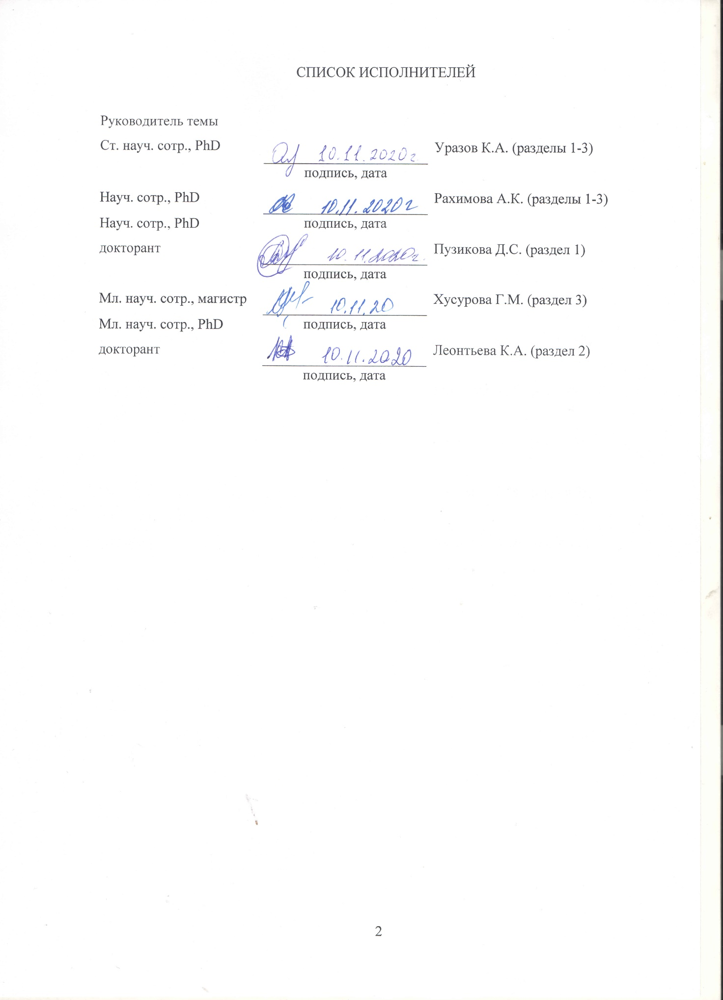 СПИСОК ИСПОЛНИТЕЛЕЙ
Руководитель темы
Ст. науч. сотр., PhD 10.11.2020г. Уразов К.А. (разделы 1-3)
подпись, дата
Науч. сотр., PhD 10.11.2020г Рахимова А.К. (разделы 1-3)
Науч. сотр., PhD подпись, дата
докторант 10.11.2020г. Пузикова Д.С. (раздел 1)
подпись, дата
Мл. науч. сотр., магистр 10.11.20 Хусурова Г.М. (раздел 3)
Мл. науч. сотр., PhD подпись, дата
докторант 10.11.2020 Леонтьева К.А. (раздел 2)
подпись, дата
2